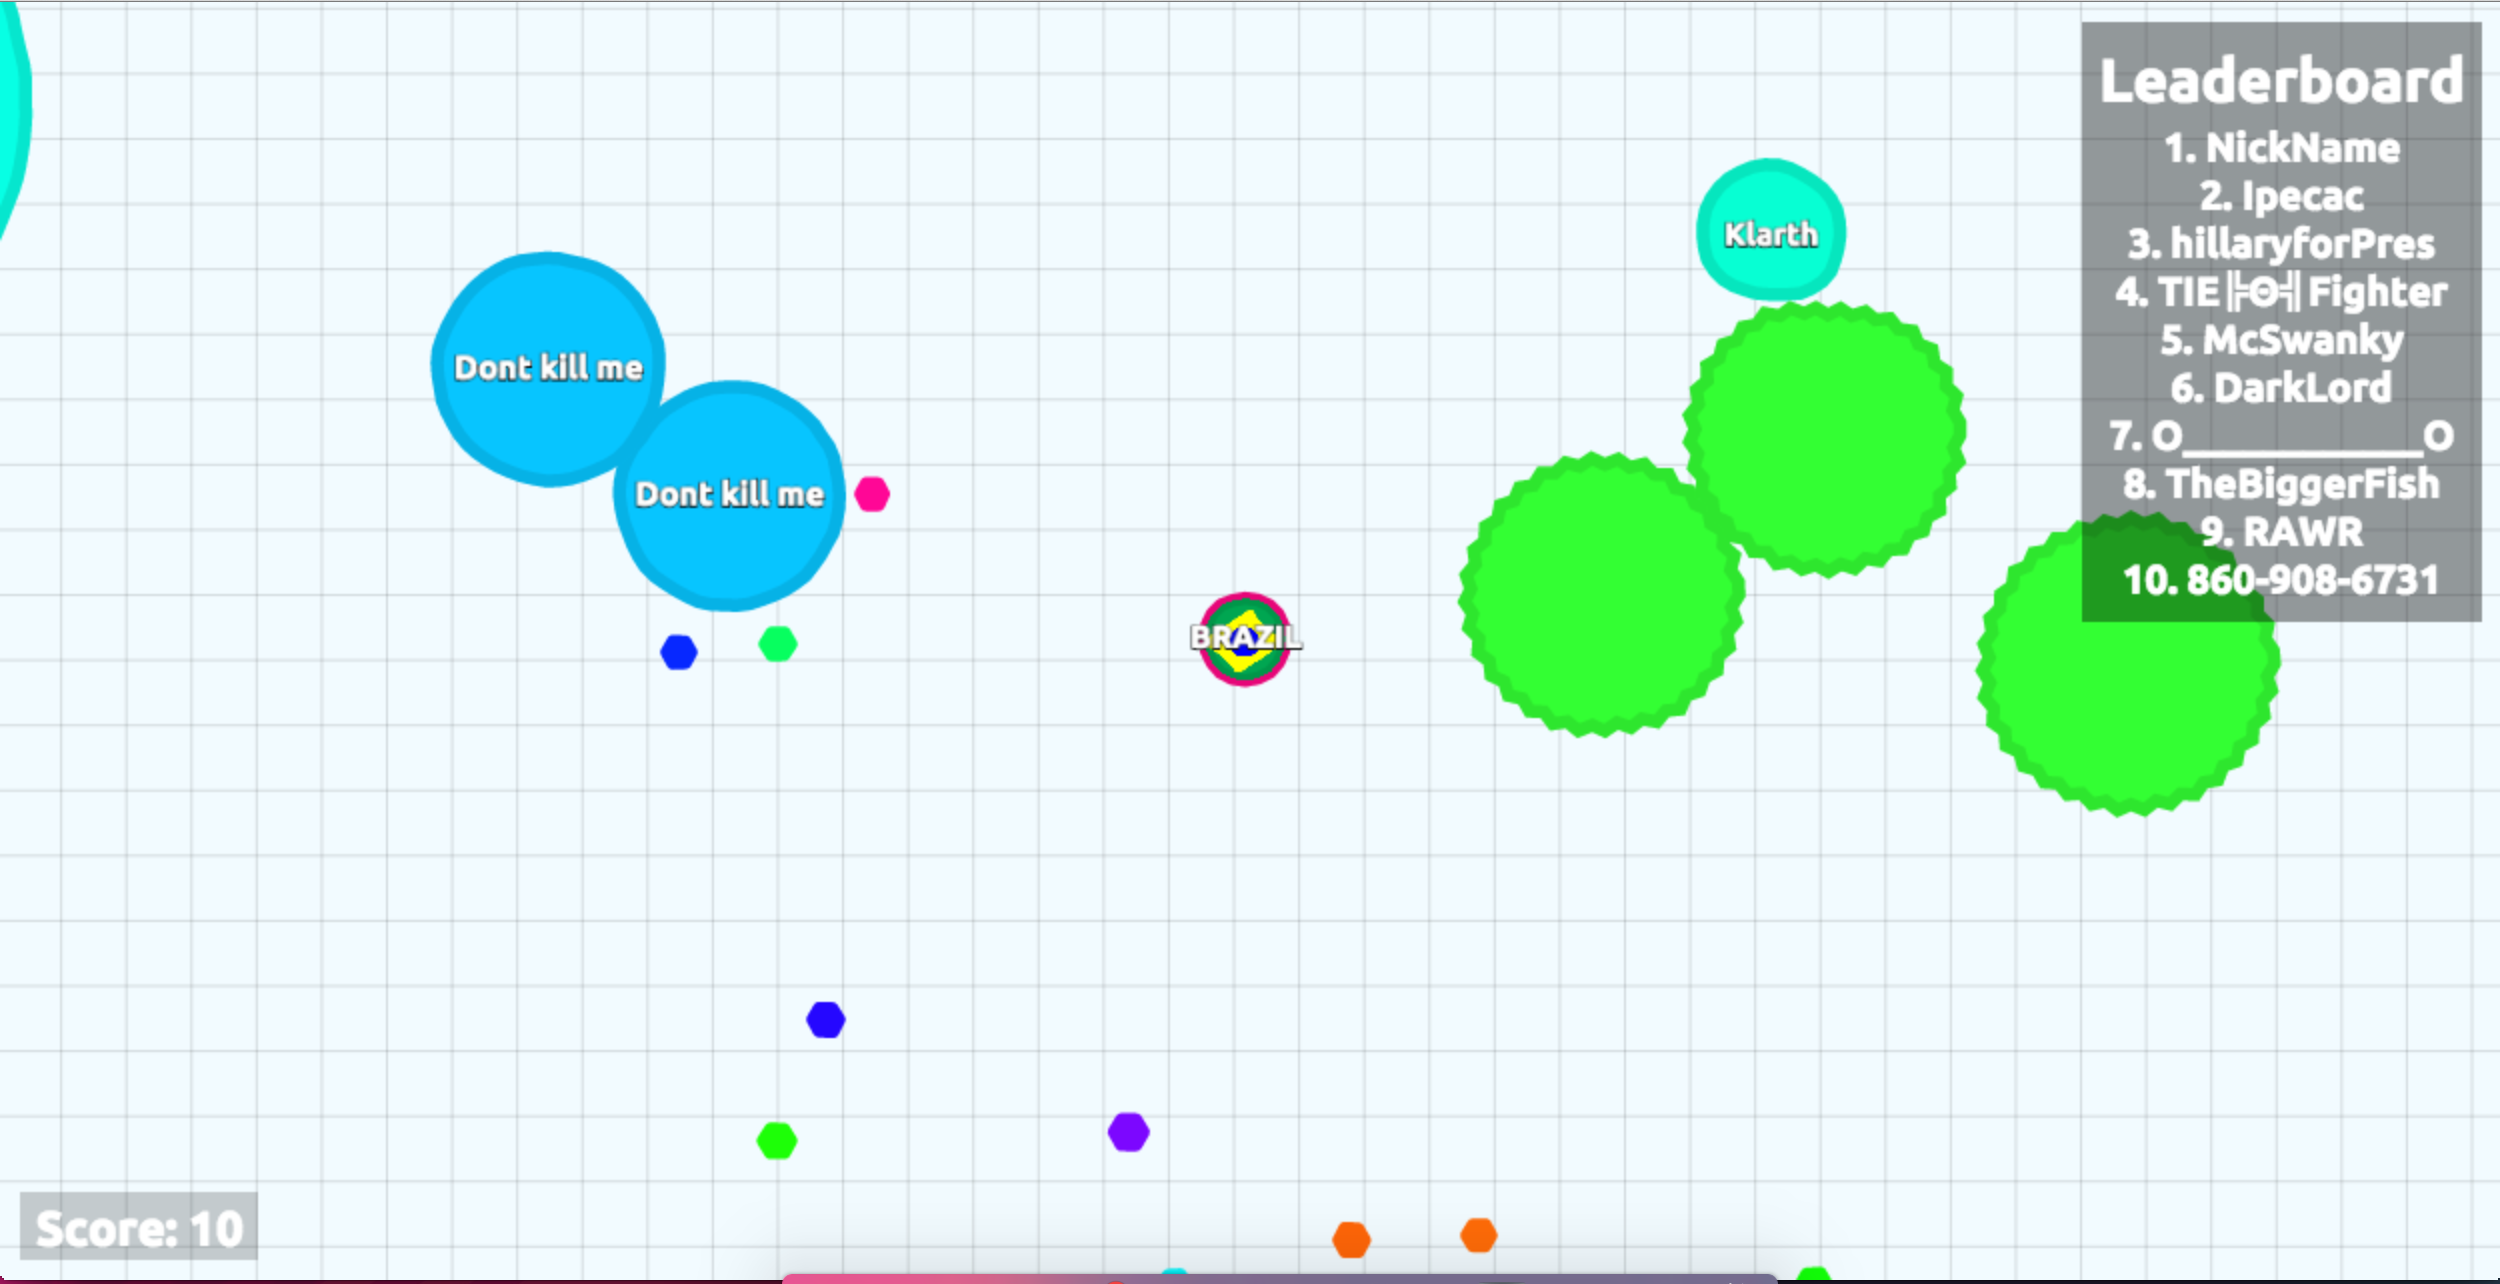 Leaderboard
1. NickName
2. Ipecac
3. hillaryforPres
4. TIE╟O╢Fighter
5. McSwanky
6. DarkLord
7. O_______________O
8. TheBiggerFish
9. RAWR
10. 860-908-6731
Klarth
Dont kill me
Dont kill me
BRAZIL
Score: 10